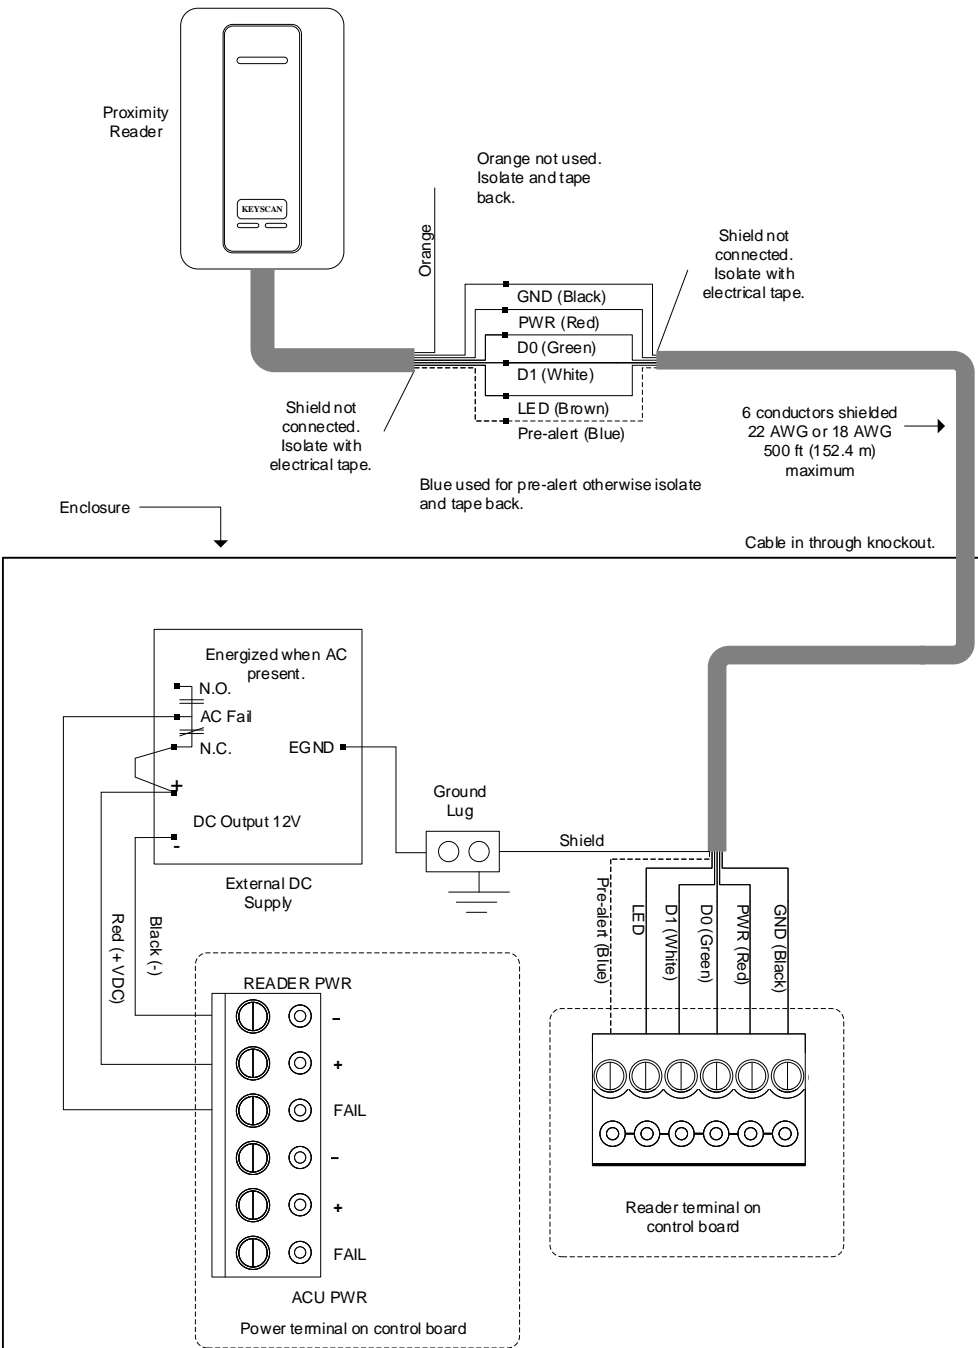 Proximity
Reader
KEYSCAN
Orange not used.
Isolate and tape
back.
Orange
Shield not
connected.
Isolate with
electrical tape.
GND (Black)
PWR (Red)
D0 (Green)
D1 (White)
LED (Brown)
Pre-alert (Blue)
Shield not
connected.
Isolate with
electrical tape.
6 conductors shielded
22 AWG or 18 AWG
500 ft (152.4 m)
maximum
Blue used for pre-alert otherwise isolate
and tape back.
Enclosure
Cable in through knockout.
Energized when AC
present.
N.O.
AC Fail
N.C.
EGND
+
DC Output 12V
-
External DC
Supply
Ground
Lug
Shield
Red (+ VDC)
Black (-)
Pre-alert (Blue)
LED
D1 (White)
D0 (Green)
PWR (Red)
GND (Black)
READER PWR
–
+
FAIL
–
+
FAIL
ACU PWR
Power terminal on control board
Reader terminal on
control board